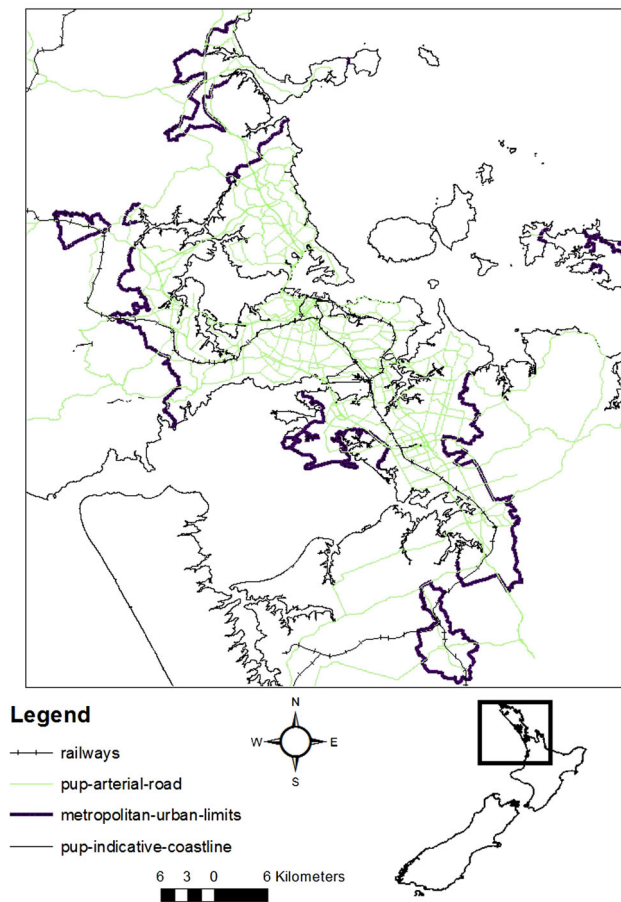 Legend
railways
pup-arterial-road
metropolitan-urban-limits
pup-indicative-coastline
N
W E
S
6 3 0 6 Kilometers